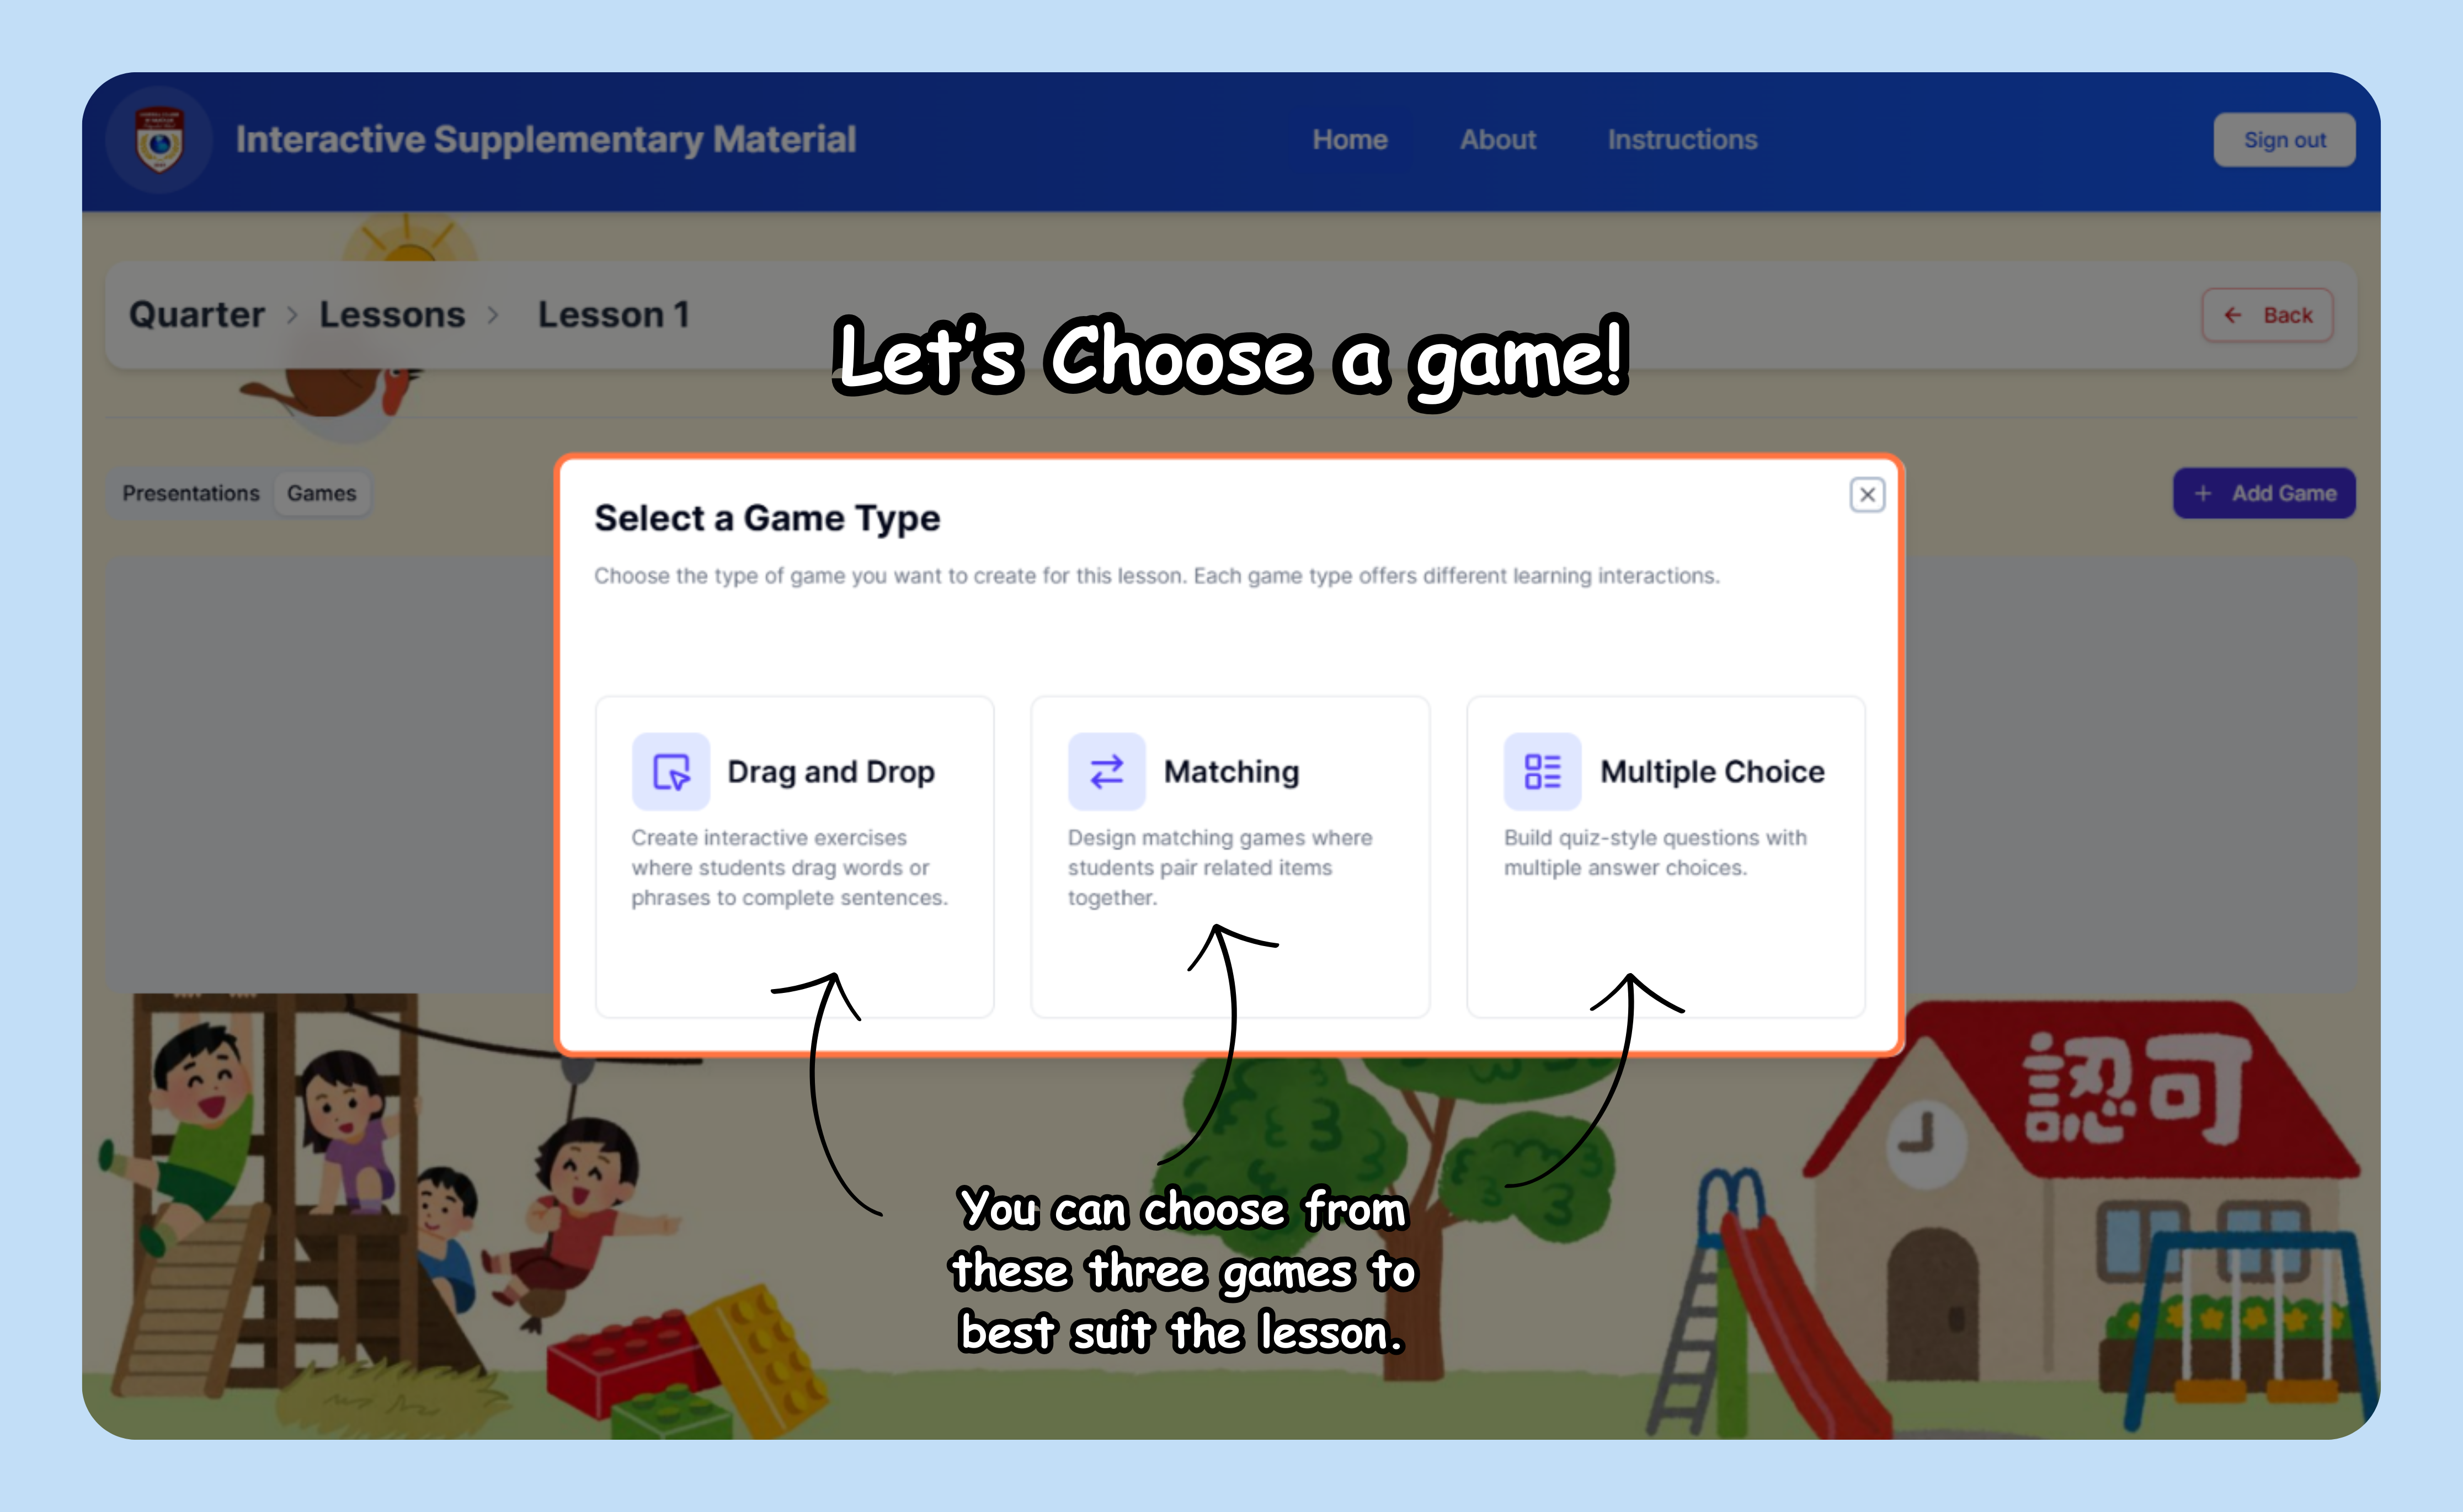 Interactive Supplementary Material
Home
About
Instructions
Sign out
Quarter > Lessons > Lesson 1
Back
Let's Choose a game!
Presentations
Games
Add Game
Select a Game Type
Choose the type of game you want to create for this lesson. Each game type offers different learning interactions.
Drag and Drop
Create interactive exercises
where students drag words or
phrases to complete sentences.
Matching
Design matching games where
students pair related items
together.
Multiple Choice
Build quiz-style questions with
multiple answer choices.
認可
You can choose from
these three games to
best suit the lesson.